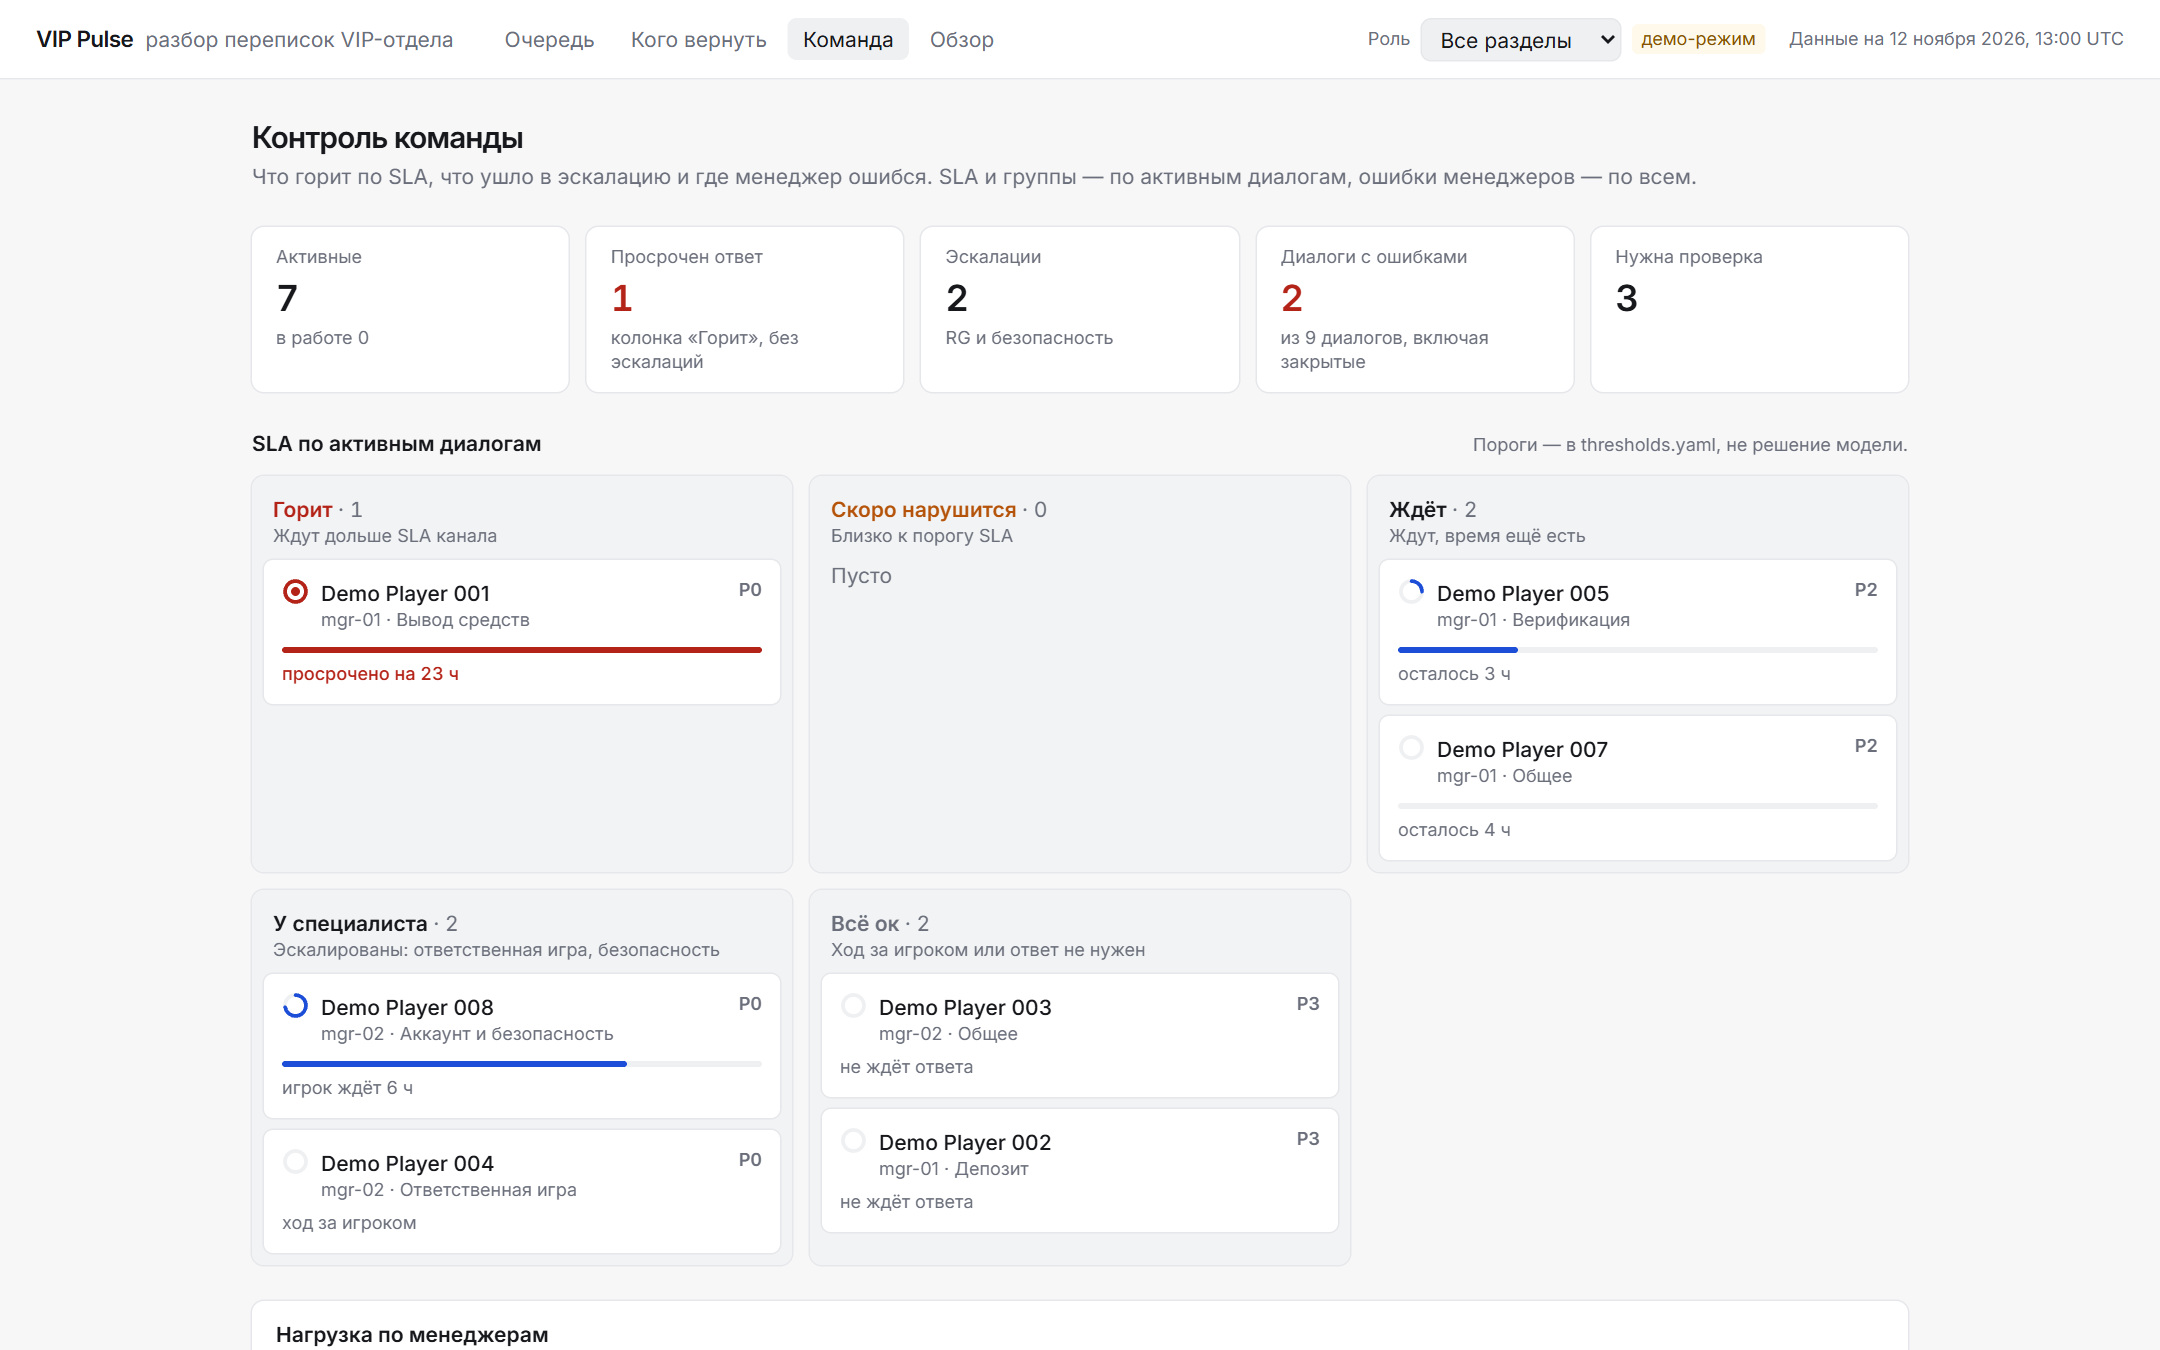 VIP Pulse разбор переписок VIP-отдела Очередь Кого вернуть Команда Обзор Роль Все разделы демо-режим Данные на 12 ноября 2026, 13:00 UTC
Контроль команды
Что горит по SLA, что ушло в эскалацию и где менеджер ошибся. SLA и группы — по активным диалогам, ошибки менеджеров — по всем.
Активные
7
в работе 0
Просрочен ответ
1
колонка «Горит», без
эскалаций
Эскалации
2
RG и безопасность
Диалоги с ошибками
2
из 9 диалогов, включая
закрытые
Нужна проверка
3
SLA по активным диалогам
Пороги — в thresholds.yaml, не решение модели.
Горит · 1
Ждут дольше SLA канала
Demo Player 001 P0
mgr-01 · Вывод средств
просрочено на 23 ч
Скоро нарушится · 0
Близко к порогу SLA
Пусто
Ждёт · 2
Ждут, время ещё есть
Demo Player 005 P2
mgr-01 · Верификация
осталось 3 ч
Demo Player 007 P2
mgr-01 · Общее
осталось 4 ч
У специалиста · 2
Эскалированы: ответственная игра, безопасность
Demo Player 008 P0
mgr-02 · Аккаунт и безопасность
игрок ждёт 6 ч
Demo Player 004 P0
mgr-02 · Ответственная игра
ход за игроком
Всё ок · 2
Ход за игроком или ответ не нужен
Demo Player 003 P3
mgr-02 · Общее
не ждёт ответа
Demo Player 002 P3
mgr-01 · Депозит
не ждёт ответа
Нагрузка по менеджерам